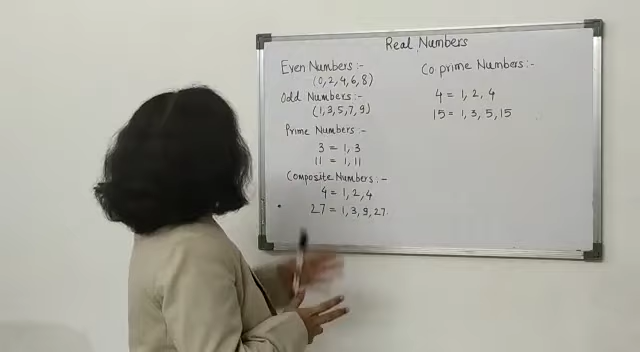 Real Numbers
Even Numbers :-
(0, 2, 4, 6, 8)
Odd Numbers :-
(1, 3, 5, 7, 9)
Prime Numbers :-
3 = 1, 3
11 = 1, 11
Composite Numbers :-
4 = 1, 2, 4
27 = 1, 3, 9, 27
Co prime Numbers :-
4 = 1, 2, 4
15 = 1, 3, 5, 15